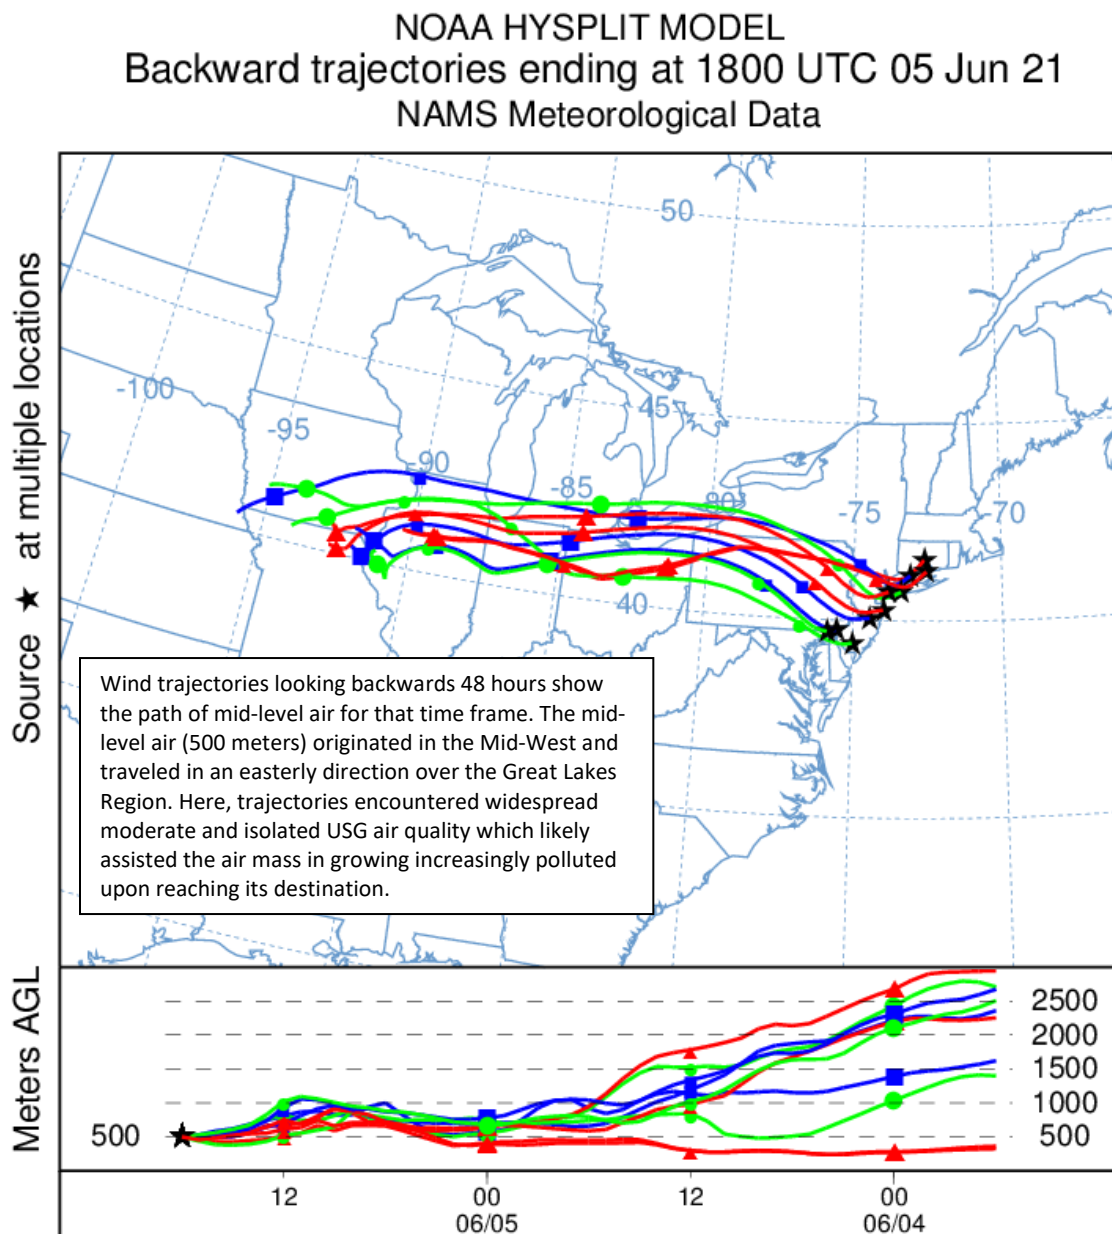 NOAA HYSPLIT MODEL
Backward trajectories ending at 1800 UTC 05 Jun 21
NAMS Meteorological Data
Source ★ at multiple locations
50
-100
45
-95
-90
-85
80
-75
-70
40
Wind trajectories looking backwards 48 hours show
the path of mid-level air for that time frame. The mid-
level air (500 meters) originated in the Mid-West and
traveled in an easterly direction over the Great Lakes
Region. Here, trajectories encountered widespread
moderate and isolated USG air quality which likely
assisted the air mass in growing increasingly polluted
upon reaching its destination.
Meters AGL
2500
2000
1500
1000
500
500
12 00 12 00
06/05 06/04